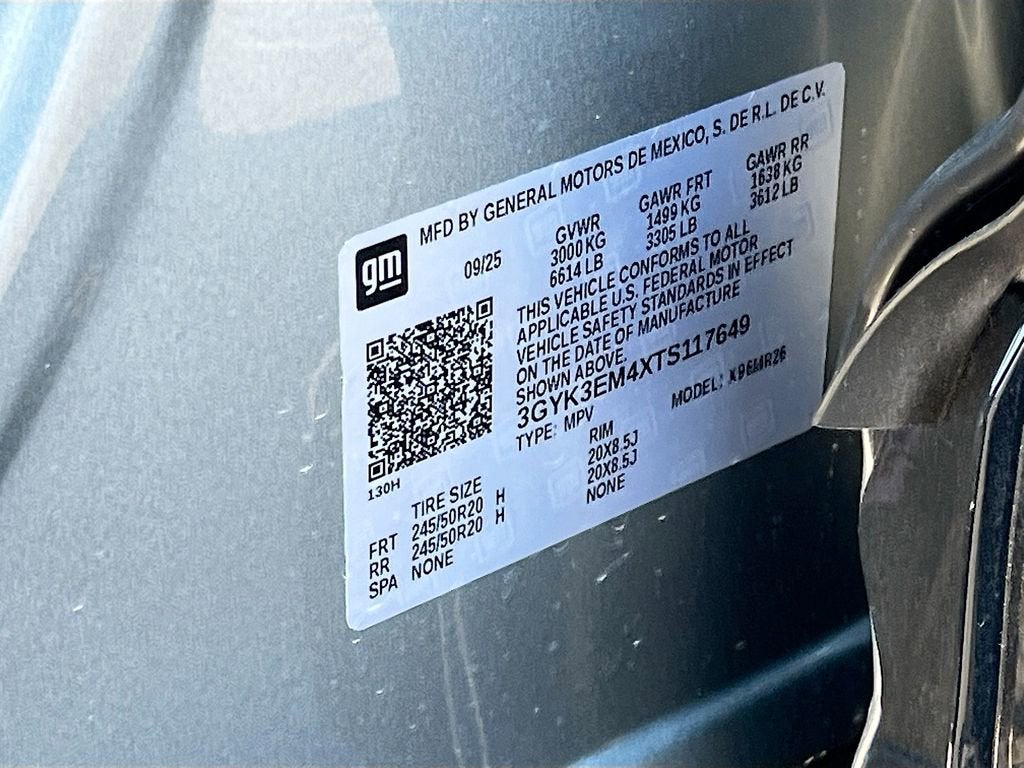 MFD BY GENERAL MOTORS DE MEXICO, S. DE R.L. DE C.V.
gm
09/25
GVWR GAWR FRT GAWR RR
3000 KG 1499 KG 1638 KG
6614 LB 3305 LB 3612 LB
THIS VEHICLE CONFORMS TO ALL
APPLICABLE U.S. FEDERAL MOTOR
VEHICLE SAFETY STANDARDS IN EFFECT
ON THE DATE OF MANUFACTURE
SHOWN ABOVE.
3GYK3EM4XTS117649
TYPE: MPV MODEL:
130H
TIRE SIZE RIM
FRT 245/50R20 H 20X8.5J
RR 245/50R20 H 20X8.5J
SPA NONE NONE